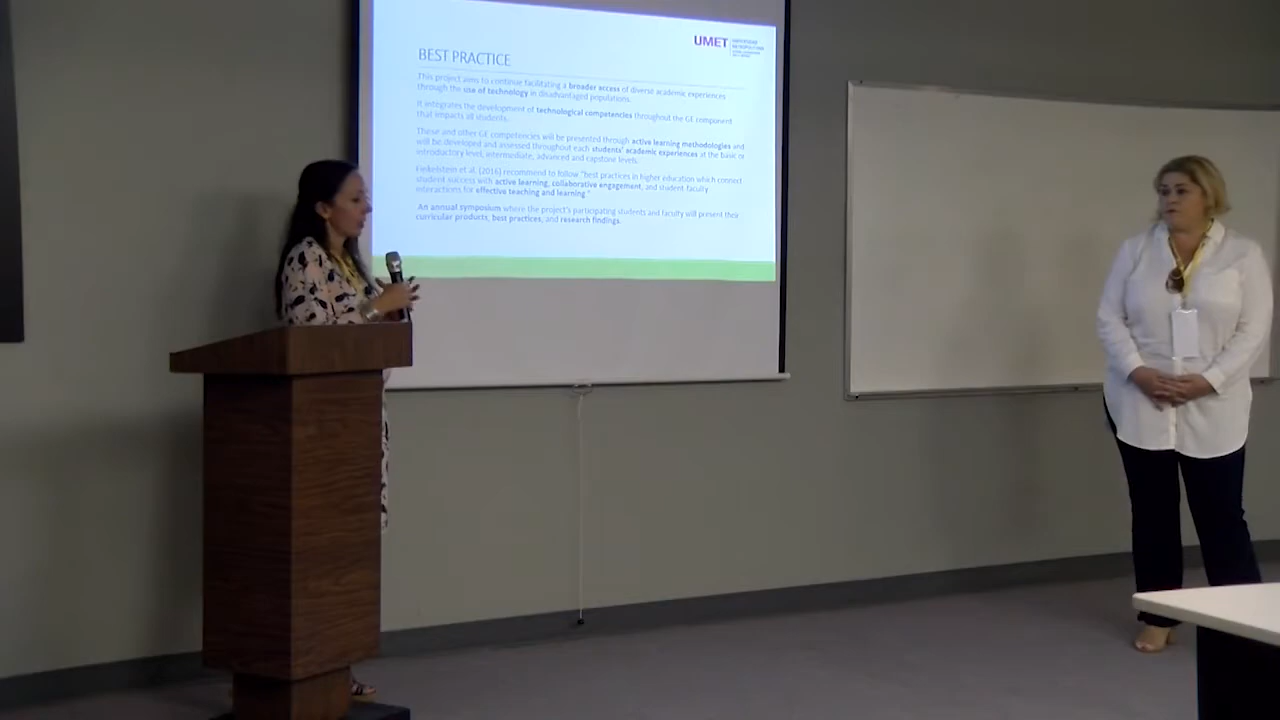 UMET
BEST PRACTICE
This project aims to continue facilitating a broader access of diverse academic experiences
through the use of technology in disadvantaged populations.
It integrates the development of technological competencies throughout the GE component
that impacts all students.
These and other GE competencies will be presented through active learning methodologies and
will be developed and assessed throughout each students' academic experiences at the basic or
introductory level, intermediate, advanced and capstone levels.
et al. (2016) recommend to follow "best practices in higher education which connect
student success with active learning, collaborative engagement, and student faculty
interactions for effective teaching and learning."
An annual symposium where the project's participating students and faculty will present their
curricular products, best practices, and research findings.